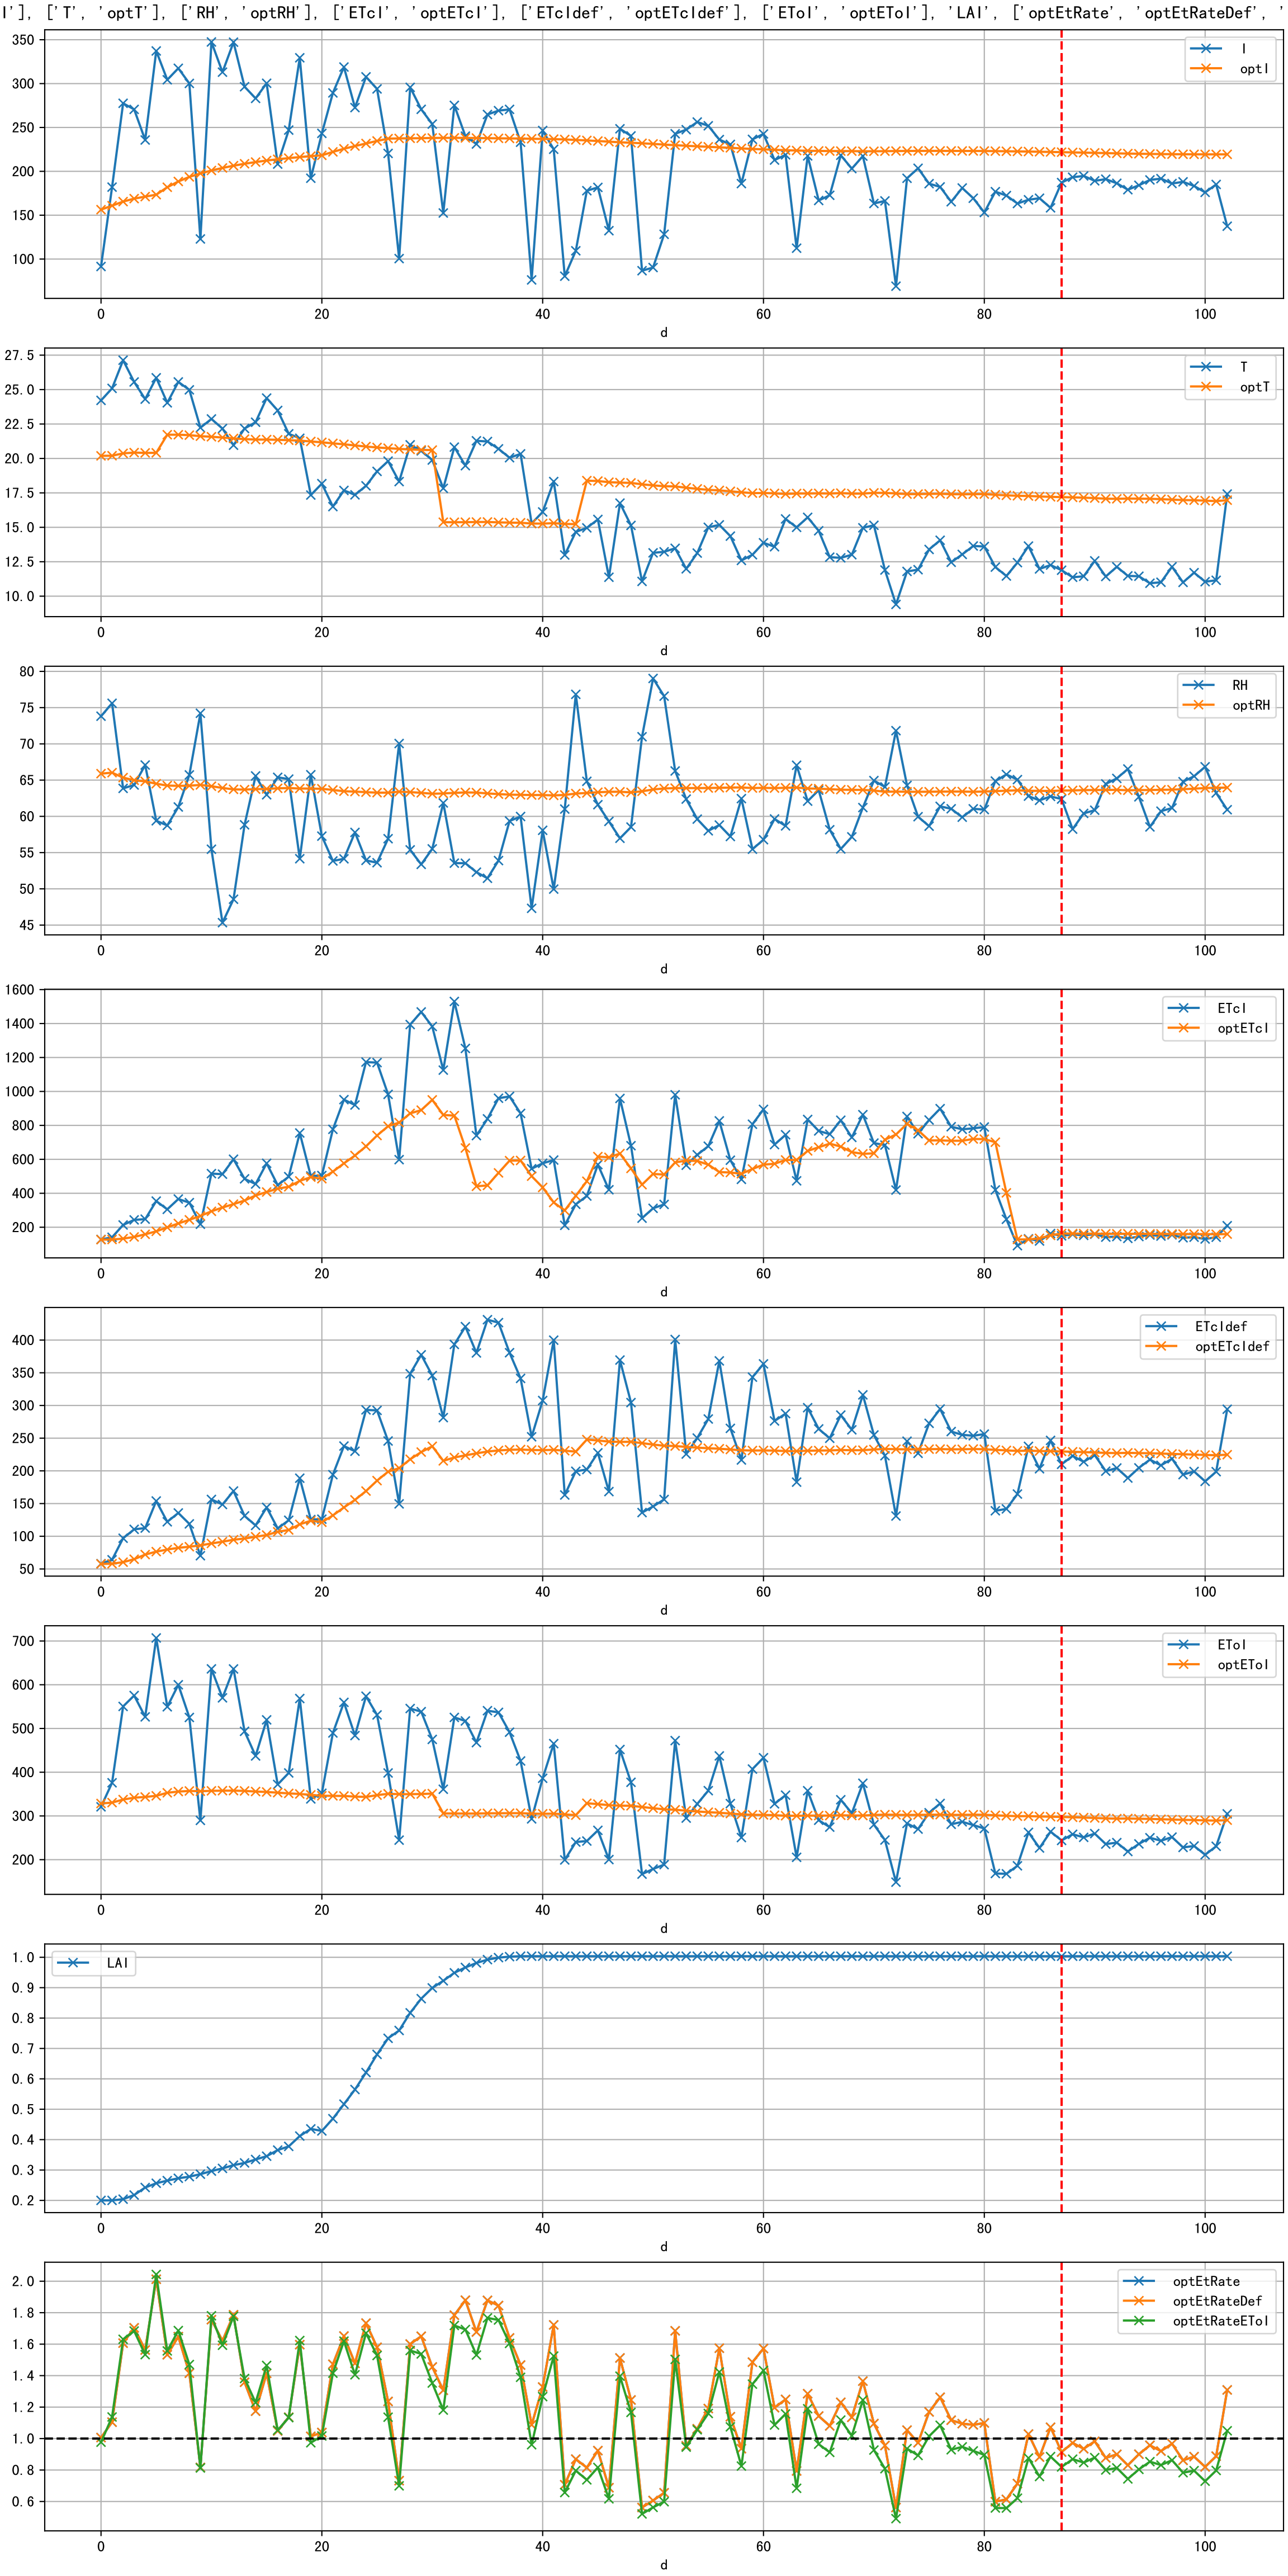 I'], ['T', 'optT'], ['RH', 'optRH'], ['ETcI', 'optETcI'], ['ETcIdef', 'optETcIdef'], ['EToI', 'optEToI'], 'LAI', ['optEtRate', 'optEtRateDef', '
350
300
250
200
150
100
I
optI
0 20 40 60 80 100
d
27.5
25.0
22.5
20.0
17.5
15.0
12.5
10.0
T
optT
0 20 40 60 80 100
d
80
75
70
65
60
55
50
45
RH
optRH
0 20 40 60 80 100
d
1600
1400
1200
1000
800
600
400
200
ETcI
optETcI
0 20 40 60 80 100
d
400
350
300
250
200
150
100
50
ETcIdef
optETcIdef
0 20 40 60 80 100
d
700
600
500
400
300
200
EToI
optEToI
0 20 40 60 80 100
d
1.0
0.9
0.8
0.7
0.6
0.5
0.4
0.3
0.2
LAI
0 20 40 60 80 100
d
2.0
1.8
1.6
1.4
1.2
1.0
0.8
0.6
optEtRate
optEtRateDef
optEtRateEToI
0 20 40 60 80 100
d